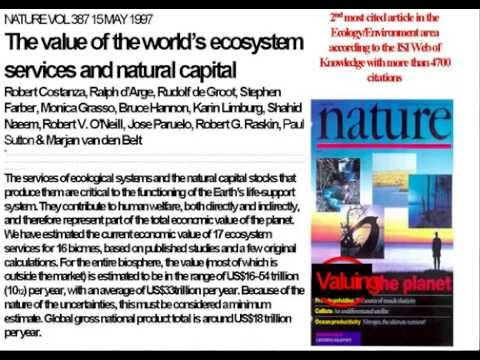 NATURE VOL 387 15 MAY 1997
The value of the world's ecosystem
services and natural capital
Robert Costanza, Ralph d'Arge, Rudolf de Groot, Stephen
Farber, Monica Grasso, Bruce Hannon, Karin Limburg, Shahid
Naeem, Robert V. O'Neill, Jose Paruelo, Robert G. Raskin, Paul
Sutton & Marjan van den Belt
The services of ecological systems and the natural capital stocks that
produce them are critical to the functioning of the Earth's life-support
system. They contribute to human welfare, both directly and indirectly,
and therefore represent part of the total economic value of the planet.
We have estimated the current economic value of 17 ecosystem
services for 16 biomes, based on published studies and a few original
calculations. For the entire biosphere, the value (most of which is
outside the market) is estimated to be in the range of US$16-54 trillion
(1012) per year, with an average of US$33trillion per year. Because of the
nature of the uncertainties, this must be considered a minimum
estimate. Global gross national product total is around US$18 trillion
per year.
2nd most cited article in the
Ecology/Environment area
according to the ISI Web of
Knowledge with more than 4700
citations
nature
Valuing the planet
Ocean productivity